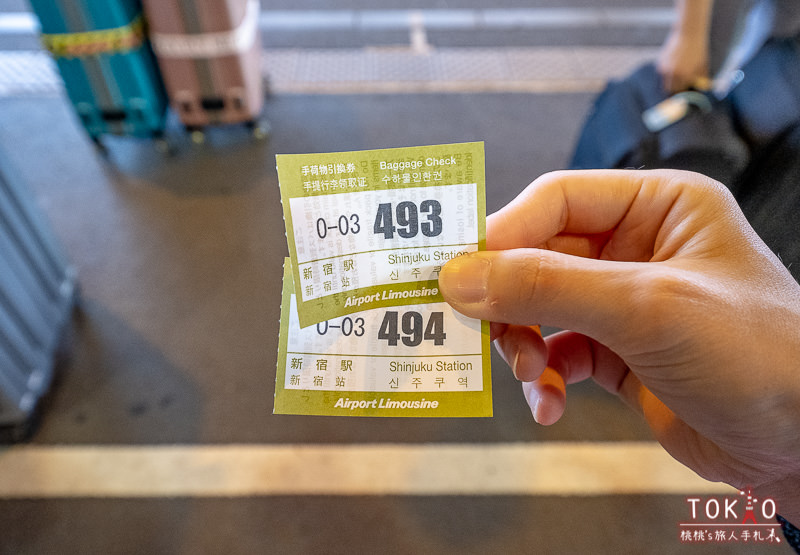 手荷物引換券 Baggage Check
手提行李領取证 수하물인환권
0-03 493
新宿駅 Shinjuku Station
新宿站 신주쿠
Airport Limousine
0-03 494
新宿駅 Shinjuku Station
新宿站 신주쿠역
Airport Limousine
TOKYO
桃桃's旅人手札